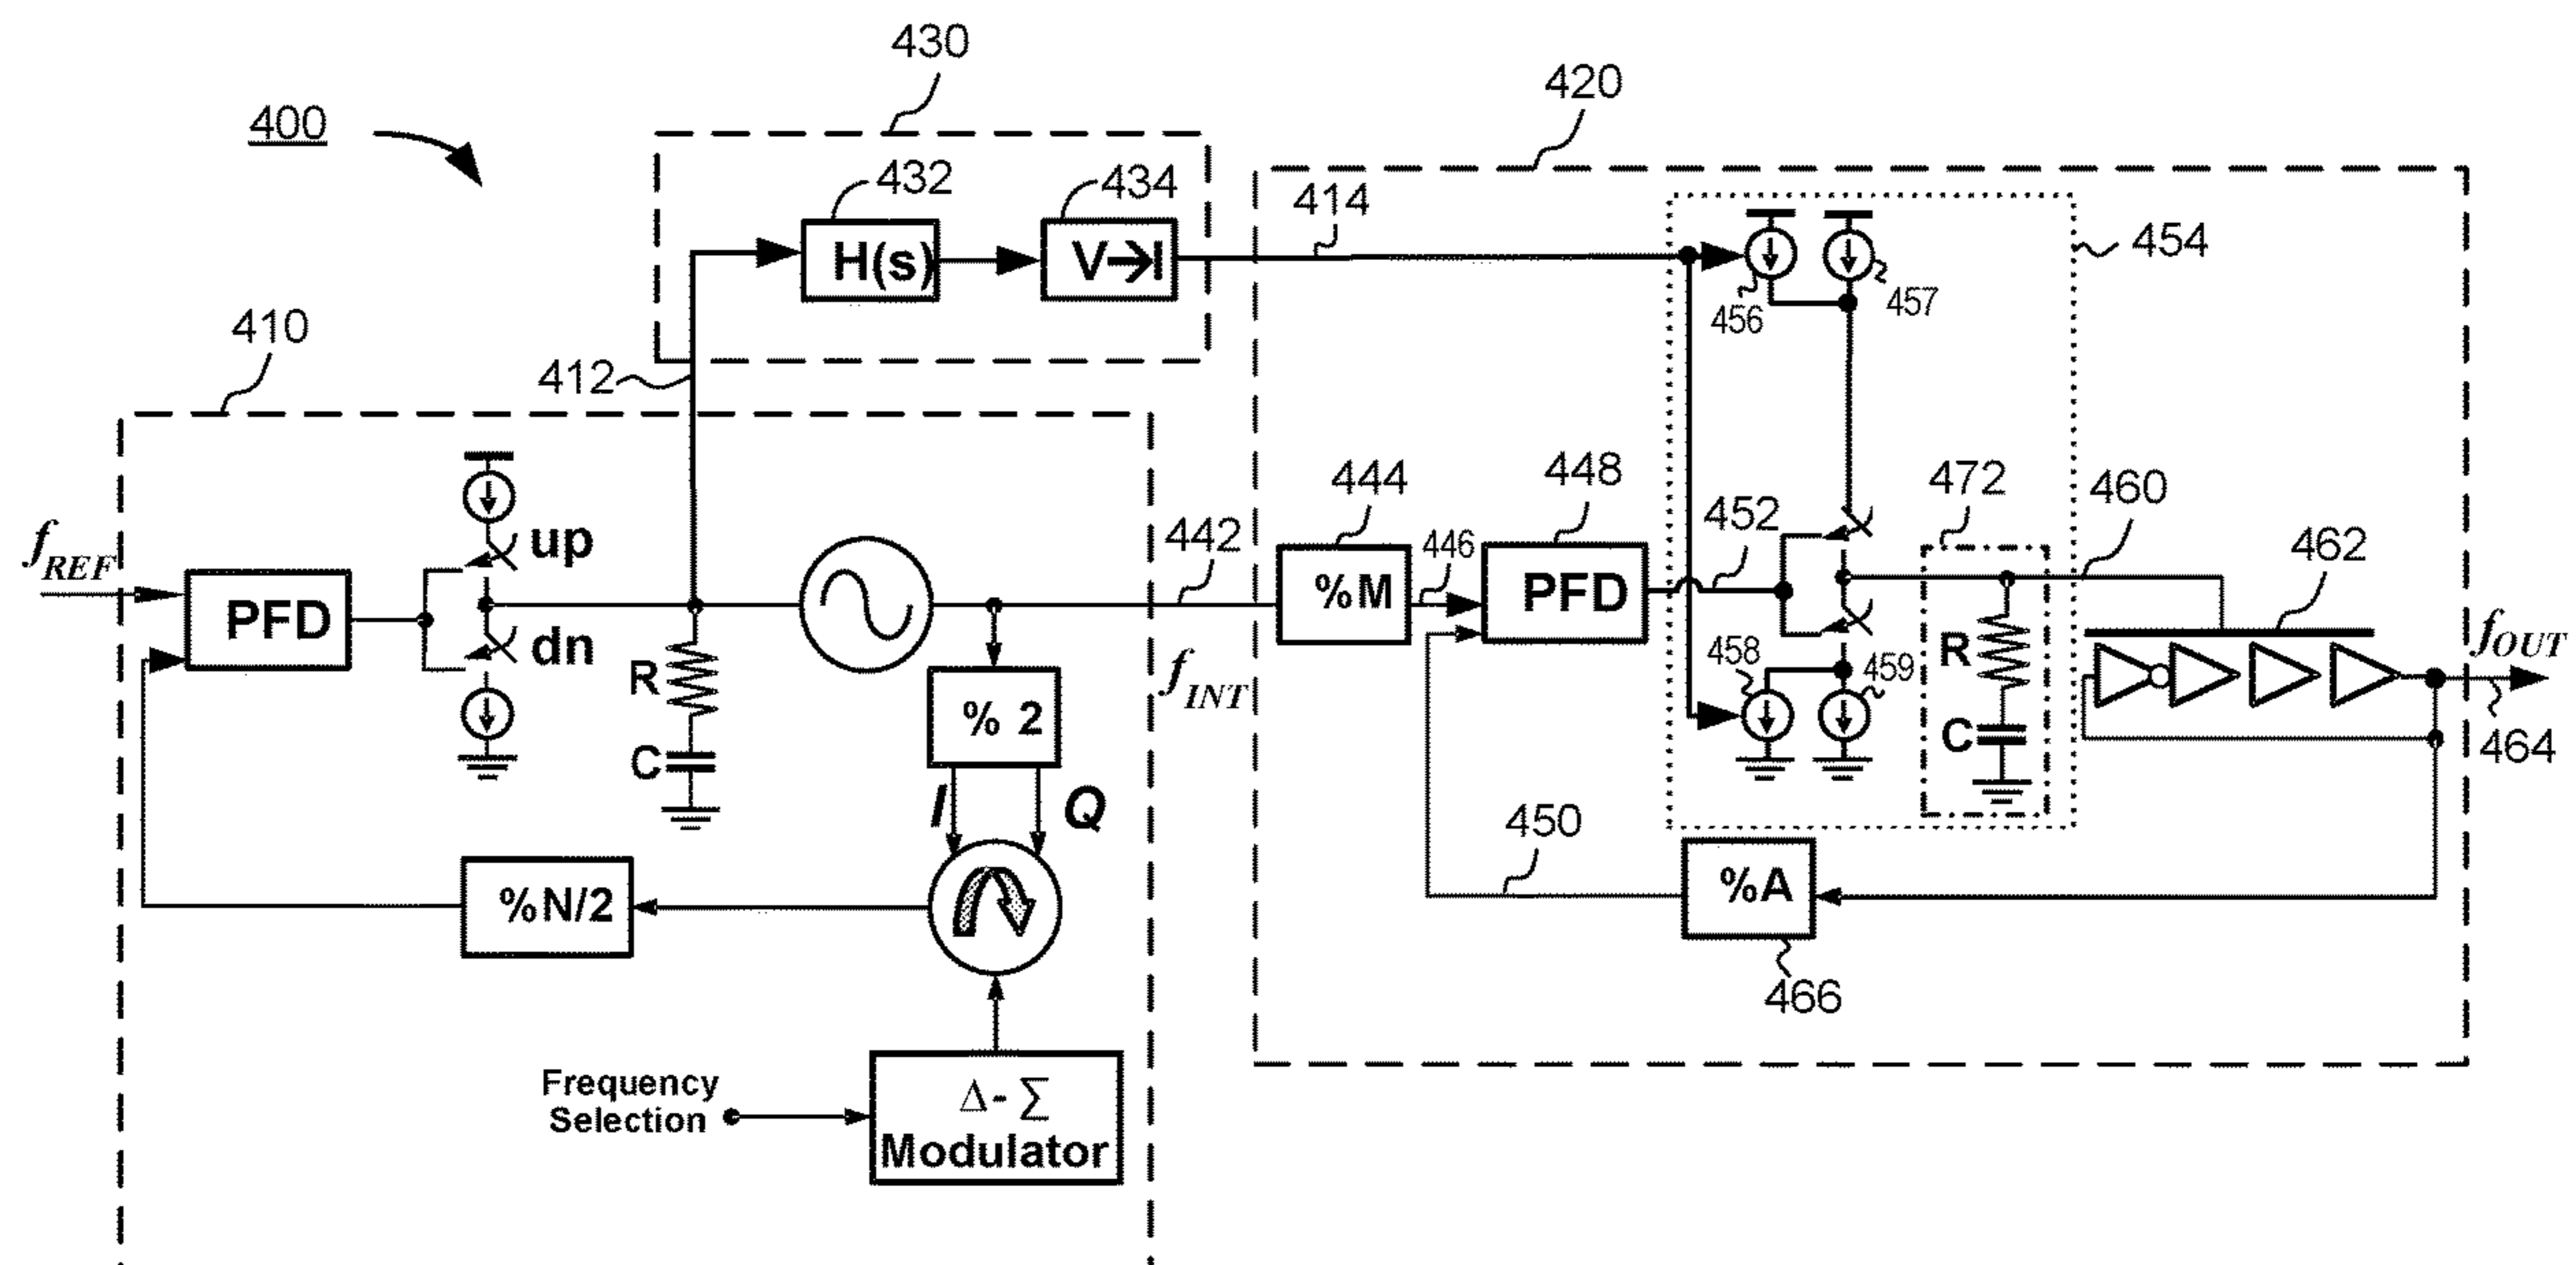 400
430
432
434
H(s)
V→I
414
420
454
456
457
410
412
f_REF
PFD
up
dn
R
C
442
f_INT
% 2
I
Q
%N/2
Frequency
Selection
Δ-Σ
Modulator
444
%M
446
448
PFD
452
458
459
472
R
C
460
462
f_OUT
464
450
%A
466